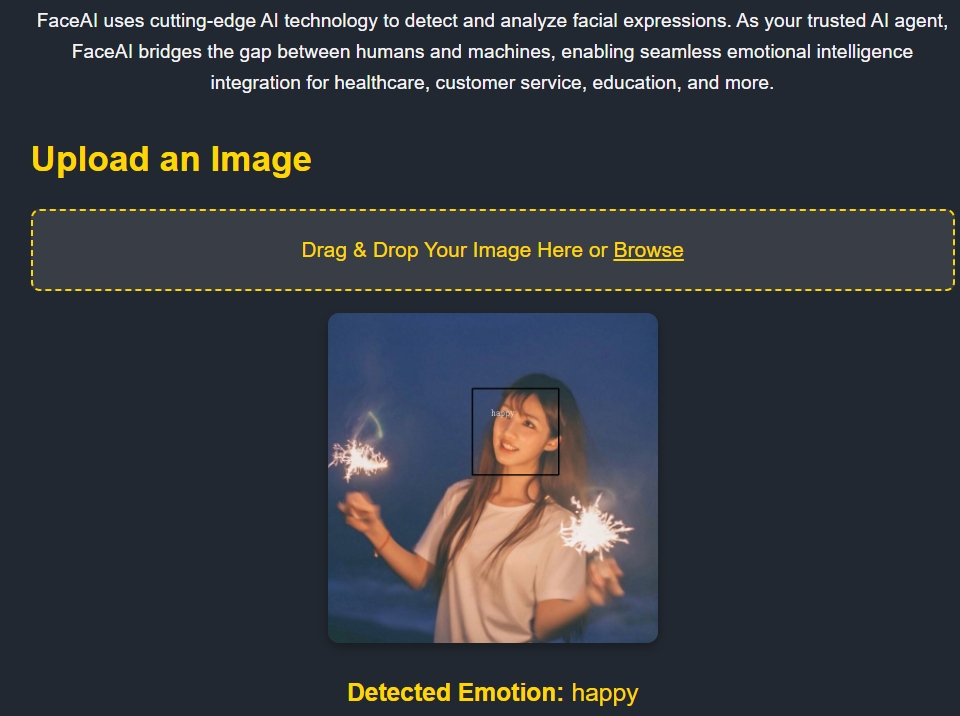 FaceAI uses cutting-edge AI technology to detect and analyze facial expressions. As your trusted AI agent,
FaceAI bridges the gap between humans and machines, enabling seamless emotional intelligence
integration for healthcare, customer service, education, and more.
Upload an Image
Drag & Drop Your Image Here or Browse
happy
Detected Emotion: happy